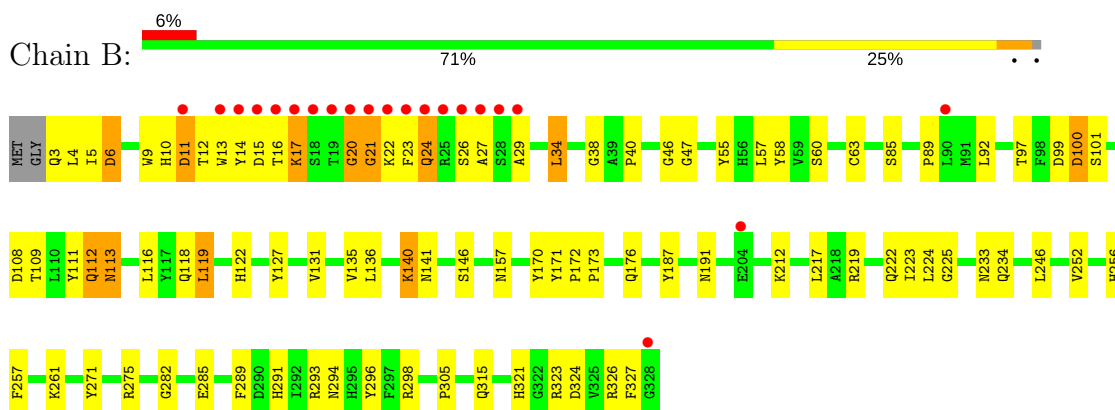 6%
Chain B:
71% 25% • •
MET GLY Q3 L4 I5 D6 W9 H10 D11 T12 W13 Y14 D15 T16 K17 S18 T19 G20 G21 K22 F23 Q24 R25 S26 A27 S28 A29 L34 G38 A39 P40 G46 G47 Y55 H56 L57 Y58 V59 S60 C63 S85 P89 L90 M91 L92 T97 F98 D99 D100 S101
D108 T109 L110 Y111 Q112 N113 L116 Y117 Q118 L119 H122 Y127 V131 V135 L136 K140 N141 S146 N157 Y170 Y171 P172 P173 Q176 Y187 N191 E204 K212 L217 A218 R219 Q222 I223 L224 G225 N233 Q234 L246 V252 H256
F257 K261 Y271 R275 G282 E285 F289 D290 H291 I292 R293 N294 H295 Y296 F297 R298 P305 Q315 H321 G322 R323 D324 V325 R326 F327 G328